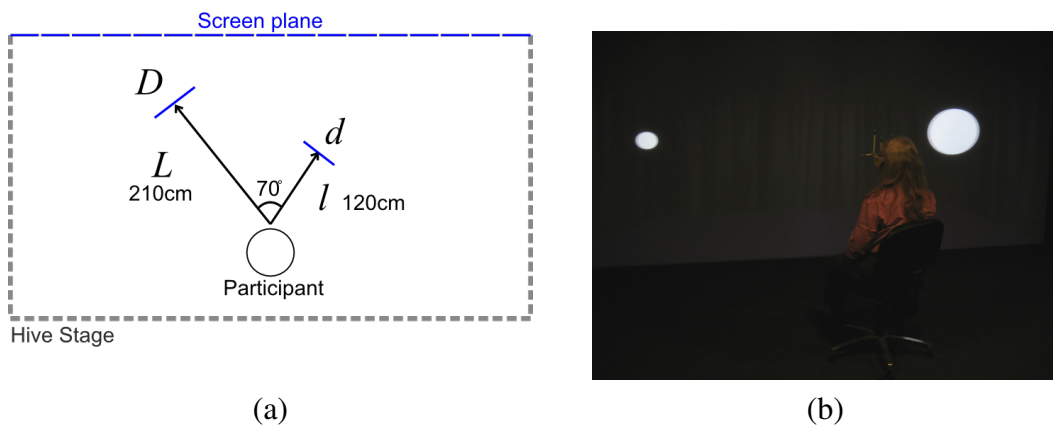 Screen plane
D
d
L
210cm
70°
l
120cm
Participant
Hive Stage
(a)
(b)